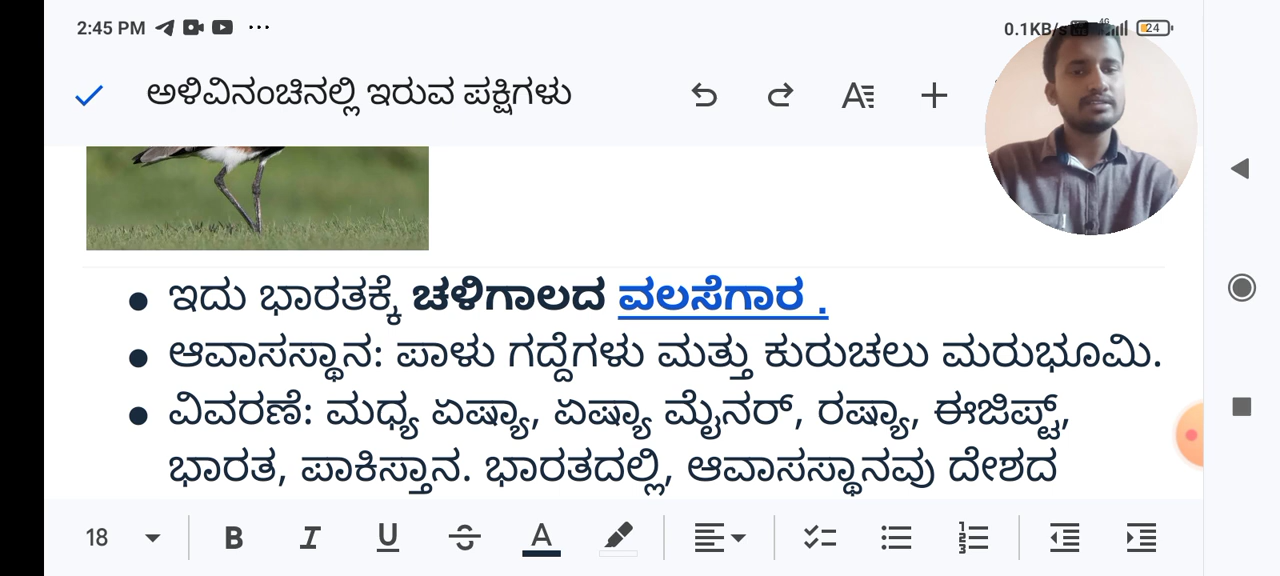 2:45 PM
0.1KB/s 4G 24
ಅಳಿವಿನಂಚಿನಲ್ಲಿ ಇರುವ ಪಕ್ಷಿಗಳು
ಇದು ಭಾರತಕ್ಕೆ ಚಳಿಗಾಲದ ವಲಸೆಗಾರ .
ಆವಾಸಸ್ಥಾನ: ಪಾಳು ಗದ್ದೆಗಳು ಮತ್ತು ಕುರುಚಲು ಮರುಭೂಮಿ.
ವಿವರಣೆ: ಮಧ್ಯ ಏಷ್ಯಾ, ಏಷ್ಯಾ ಮೈನರ್, ರಷ್ಯಾ, ಈಜಿಪ್ಟ್,
ಭಾರತ, ಪಾಕಿಸ್ತಾನ. ಭಾರತದಲ್ಲಿ, ಆವಾಸಸ್ಥಾನವು ದೇಶದ
18 B I U S A